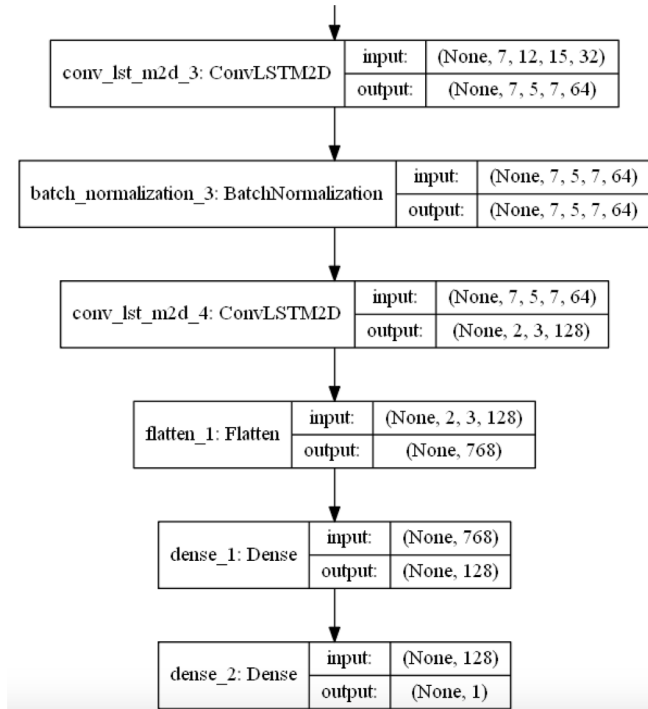 conv_lst_m2d_3: ConvLSTM2D
input: (None, 7, 12, 15, 32)
output: (None, 7, 5, 7, 64)
batch_normalization_3: BatchNormalization
input: (None, 7, 5, 7, 64)
output: (None, 7, 5, 7, 64)
conv_lst_m2d_4: ConvLSTM2D
input: (None, 7, 5, 7, 64)
output: (None, 2, 3, 128)
flatten_1: Flatten
input: (None, 2, 3, 128)
output: (None, 768)
dense_1: Dense
input: (None, 768)
output: (None, 128)
dense_2: Dense
input: (None, 128)
output: (None, 1)